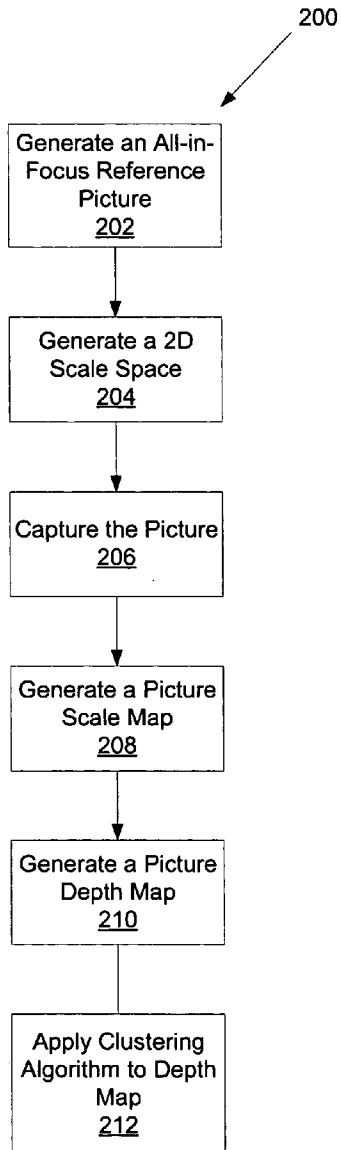 200
Generate an All-in-
Focus Reference
Picture
202
Generate a 2D
Scale Space
204
Capture the Picture
206
Generate a Picture
Scale Map
208
Generate a Picture
Depth Map
210
Apply Clustering
Algorithm to Depth
Map
212